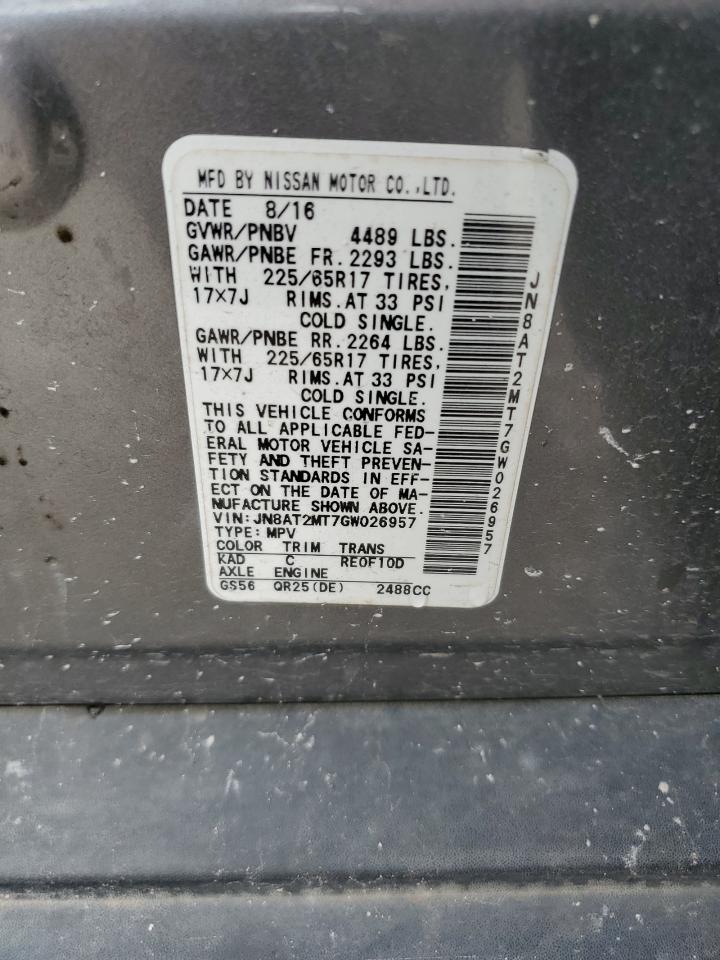 MFD BY NISSAN MOTOR CO.,LTD.
DATE 8/16
GVWR/PNBV 4489 LBS.
GAWR/PNBE FR.2293 LBS.
WITH 225/65R17 TIRES,
17×7J RIMS.AT 33 PSI
COLD SINGLE.
GAWR/PNBE RR.2264 LBS.
WITH 225/65R17 TIRES,
17×7J RIMS.AT 33 PSI
COLD SINGLE.
THIS VEHICLE CONFORMS
TO ALL APPLICABLE FED-
ERAL MOTOR VEHICLE SA-
FETY AND THEFT PREVEN-
TION STANDARDS IN EFF-
ECT ON THE DATE OF MA-
NUFACTURE SHOWN ABOVE.
VIN:JN8AT2MT7GW026957
TYPE:MPV
COLOR TRIM TRANS
KAD C RE0F10D
AXLE ENGINE
GS56 QR25(DE) 2488CC
JN8AT2MT7GW026957